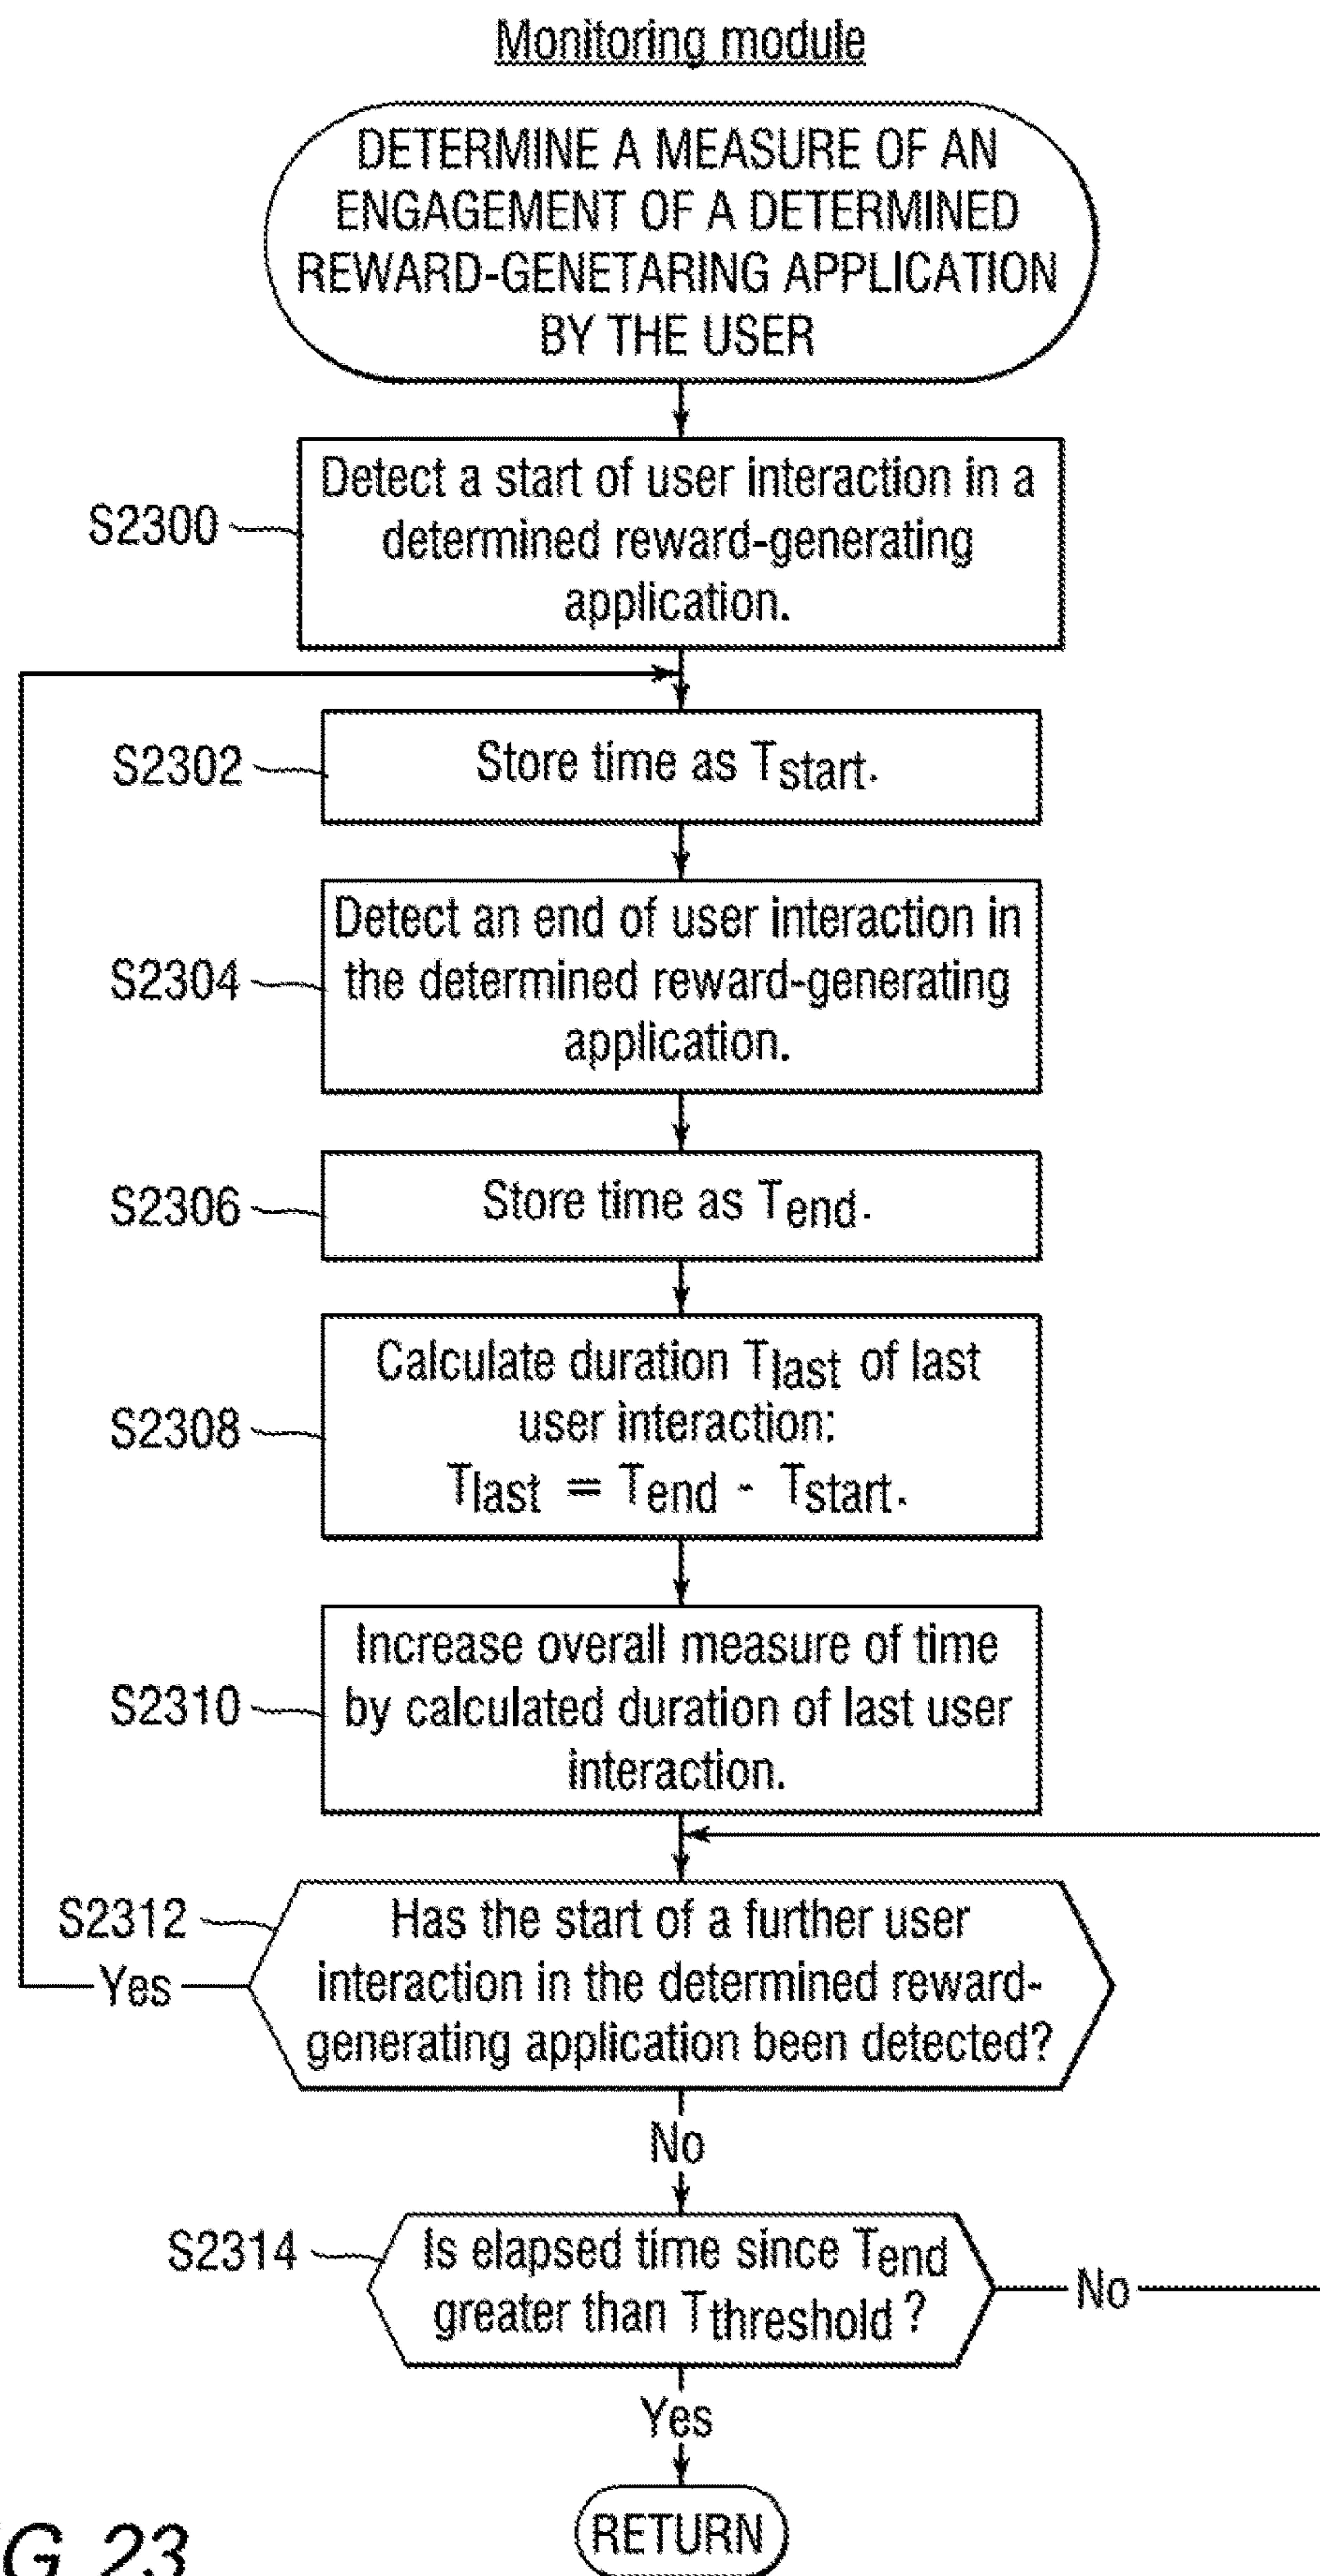 Monitoring module
DETERMINE A MEASURE OF AN
ENGAGEMENT OF A DETERMINED
REWARD-GENETARING APPLICATION
BY THE USER
S2300
Detect a start of user interaction in a
determined reward-generating
application.
S2302
Store time as Tstart.
S2304
Detect an end of user interaction in
the determined reward-generating
application.
S2306
Store time as Tend.
S2308
Calculate duration Tlast of last
user interaction:
Tlast = Tend - Tstart.
S2310
Increase overall measure of time
by calculated duration of last user
interaction.
S2312
Has the start of a further user
interaction in the determined reward-
generating application been detected?
Yes
No
S2314
Is elapsed time since Tend
greater than Tthreshold?
No
Yes
RETURN
G. 23